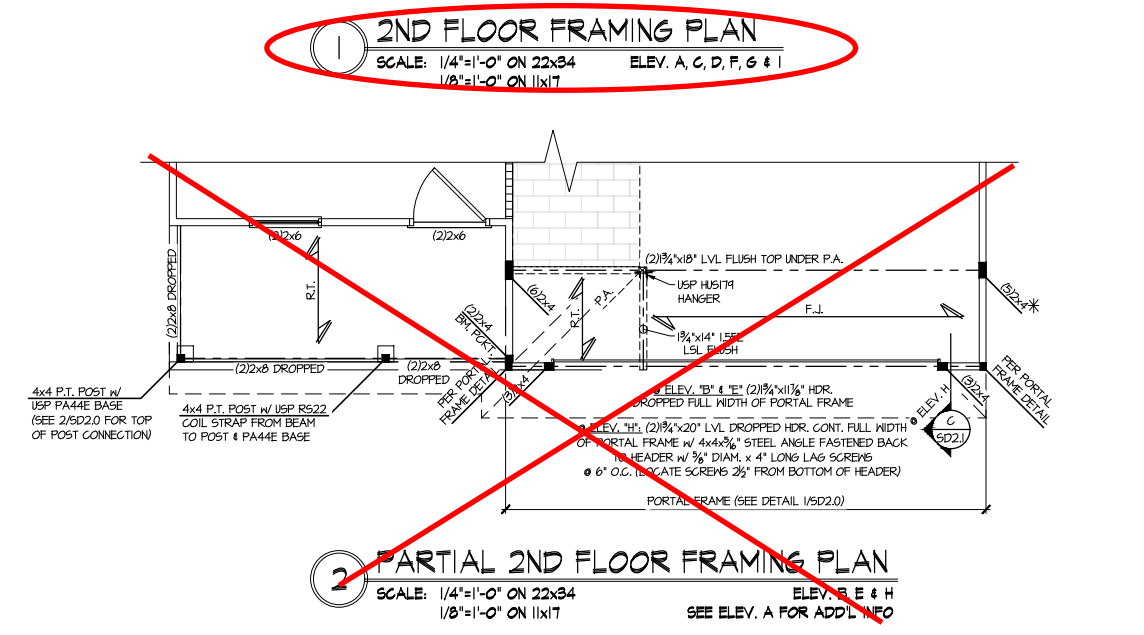 1
2ND FLOOR FRAMING PLAN
SCALE: 1/4"=1'-0" ON 22x34 ELEV. A, C, D, F, G & I
1/8"=1'-0" ON 11x17
(2)2x6
(2)2x6
(2)2x8 DROPPED
R.T.
(2)1¾"x18" LVL FLUSH TOP UNDER P.A.
USP HUS179
HANGER
(6)2x4
P.A.
R.T.
F.J.
(5)2x4*
1¾"x14" 1.55E
LSL FLUSH
(2)2x4
BM. PCKT.
(2)2x8 DROPPED
(2)2x8
DROPPED
PER PORTAL
FRAME DETAIL
(3)2x4
(3)2x4
PER PORTAL
FRAME DETAIL
4x4 P.T. POST W/
USP PA44E BASE
(SEE 2/SD2.0 FOR TOP
OF POST CONNECTION)
4x4 P.T. POST W/ USP RS22
COIL STRAP FROM BEAM
TO POST & PA44E BASE
@ ELEV. "B" & "E" (2)1¾"x11⅞" HDR.
DROPPED FULL WIDTH OF PORTAL FRAME
@ ELEV. "H": (2)1¾"x20" LVL DROPPED HDR. CONT. FULL WIDTH
OF PORTAL FRAME W/ 4x4x5/16" STEEL ANGLE FASTENED BACK
TO HEADER W/ ⅝" DIAM. x 4" LONG LAG SCREWS
@ 6" O.C. (LOCATE SCREWS 2½" FROM BOTTOM OF HEADER)
@ ELEV. H
C
SD2.1
PORTAL FRAME (SEE DETAIL 1/SD2.0)
2
PARTIAL 2ND FLOOR FRAMING PLAN
SCALE: 1/4"=1'-0" ON 22x34 ELEV. B, E & H
1/8"=1'-0" ON 11x17 SEE ELEV. A FOR ADD'L INFO